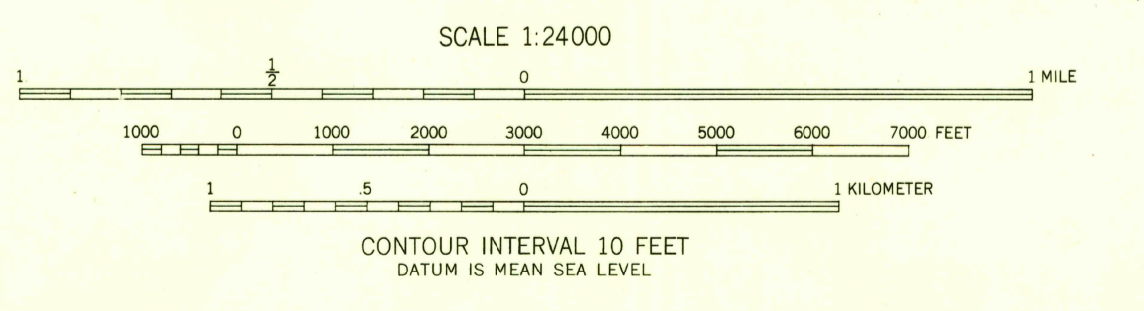 SCALE 1:24000
1 1/2 0 1 MILE
1000 0 1000 2000 3000 4000 5000 6000 7000 FEET
1 .5 0 1 KILOMETER
CONTOUR INTERVAL 10 FEET
DATUM IS MEAN SEA LEVEL